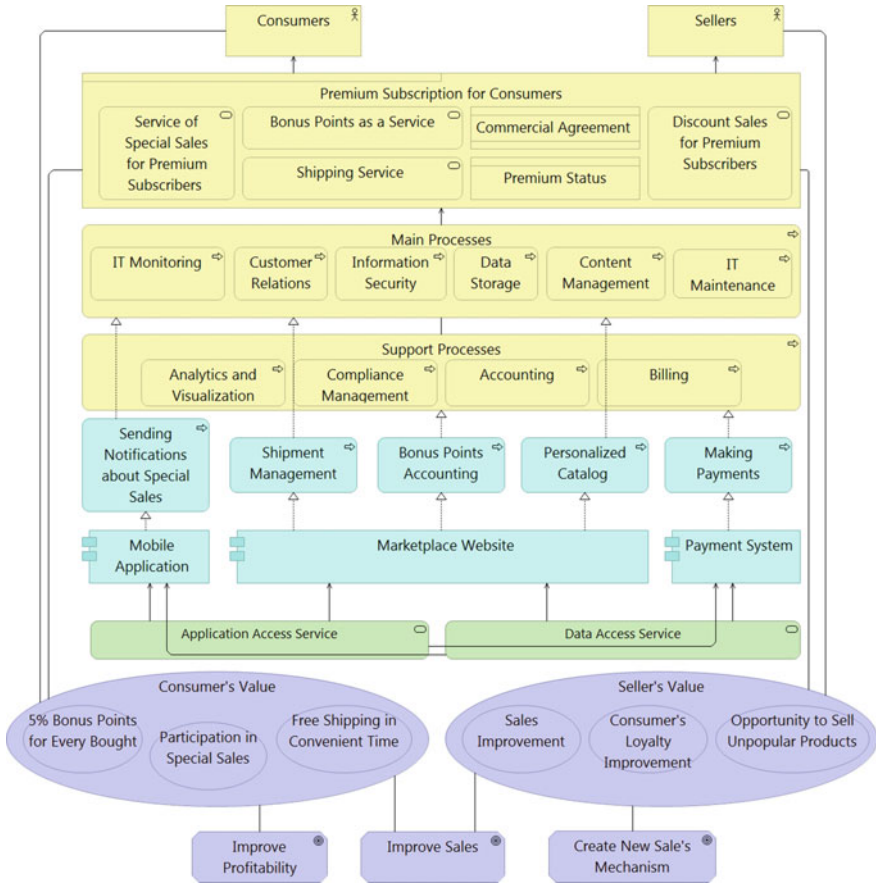 Consumers
Sellers
Premium Subscription for Consumers
Service of
Special Sales
for Premium
Subscribers
Bonus Points as a Service
Shipping Service
Commercial Agreement
Premium Status
Discount Sales
for Premium
Subscribers
Main Processes
IT Monitoring
Customer
Relations
Information
Security
Data
Storage
Content
Management
IT
Maintenance
Support Processes
Analytics and
Visualization
Compliance
Management
Accounting
Billing
Sending
Notifications
about Special
Sales
Shipment
Management
Bonus Points
Accounting
Personalized
Catalog
Making
Payments
Mobile
Application
Marketplace Website
Payment System
Application Access Service
Data Access Service
Consumer's Value
5% Bonus Points
for Every Bought
Participation in
Special Sales
Free Shipping in
Convenient Time
Seller's Value
Sales
Improvement
Consumer's
Loyalty
Improvement
Opportunity to Sell
Unpopular Products
Improve
Profitability
Improve Sales
Create New Sale's
Mechanism